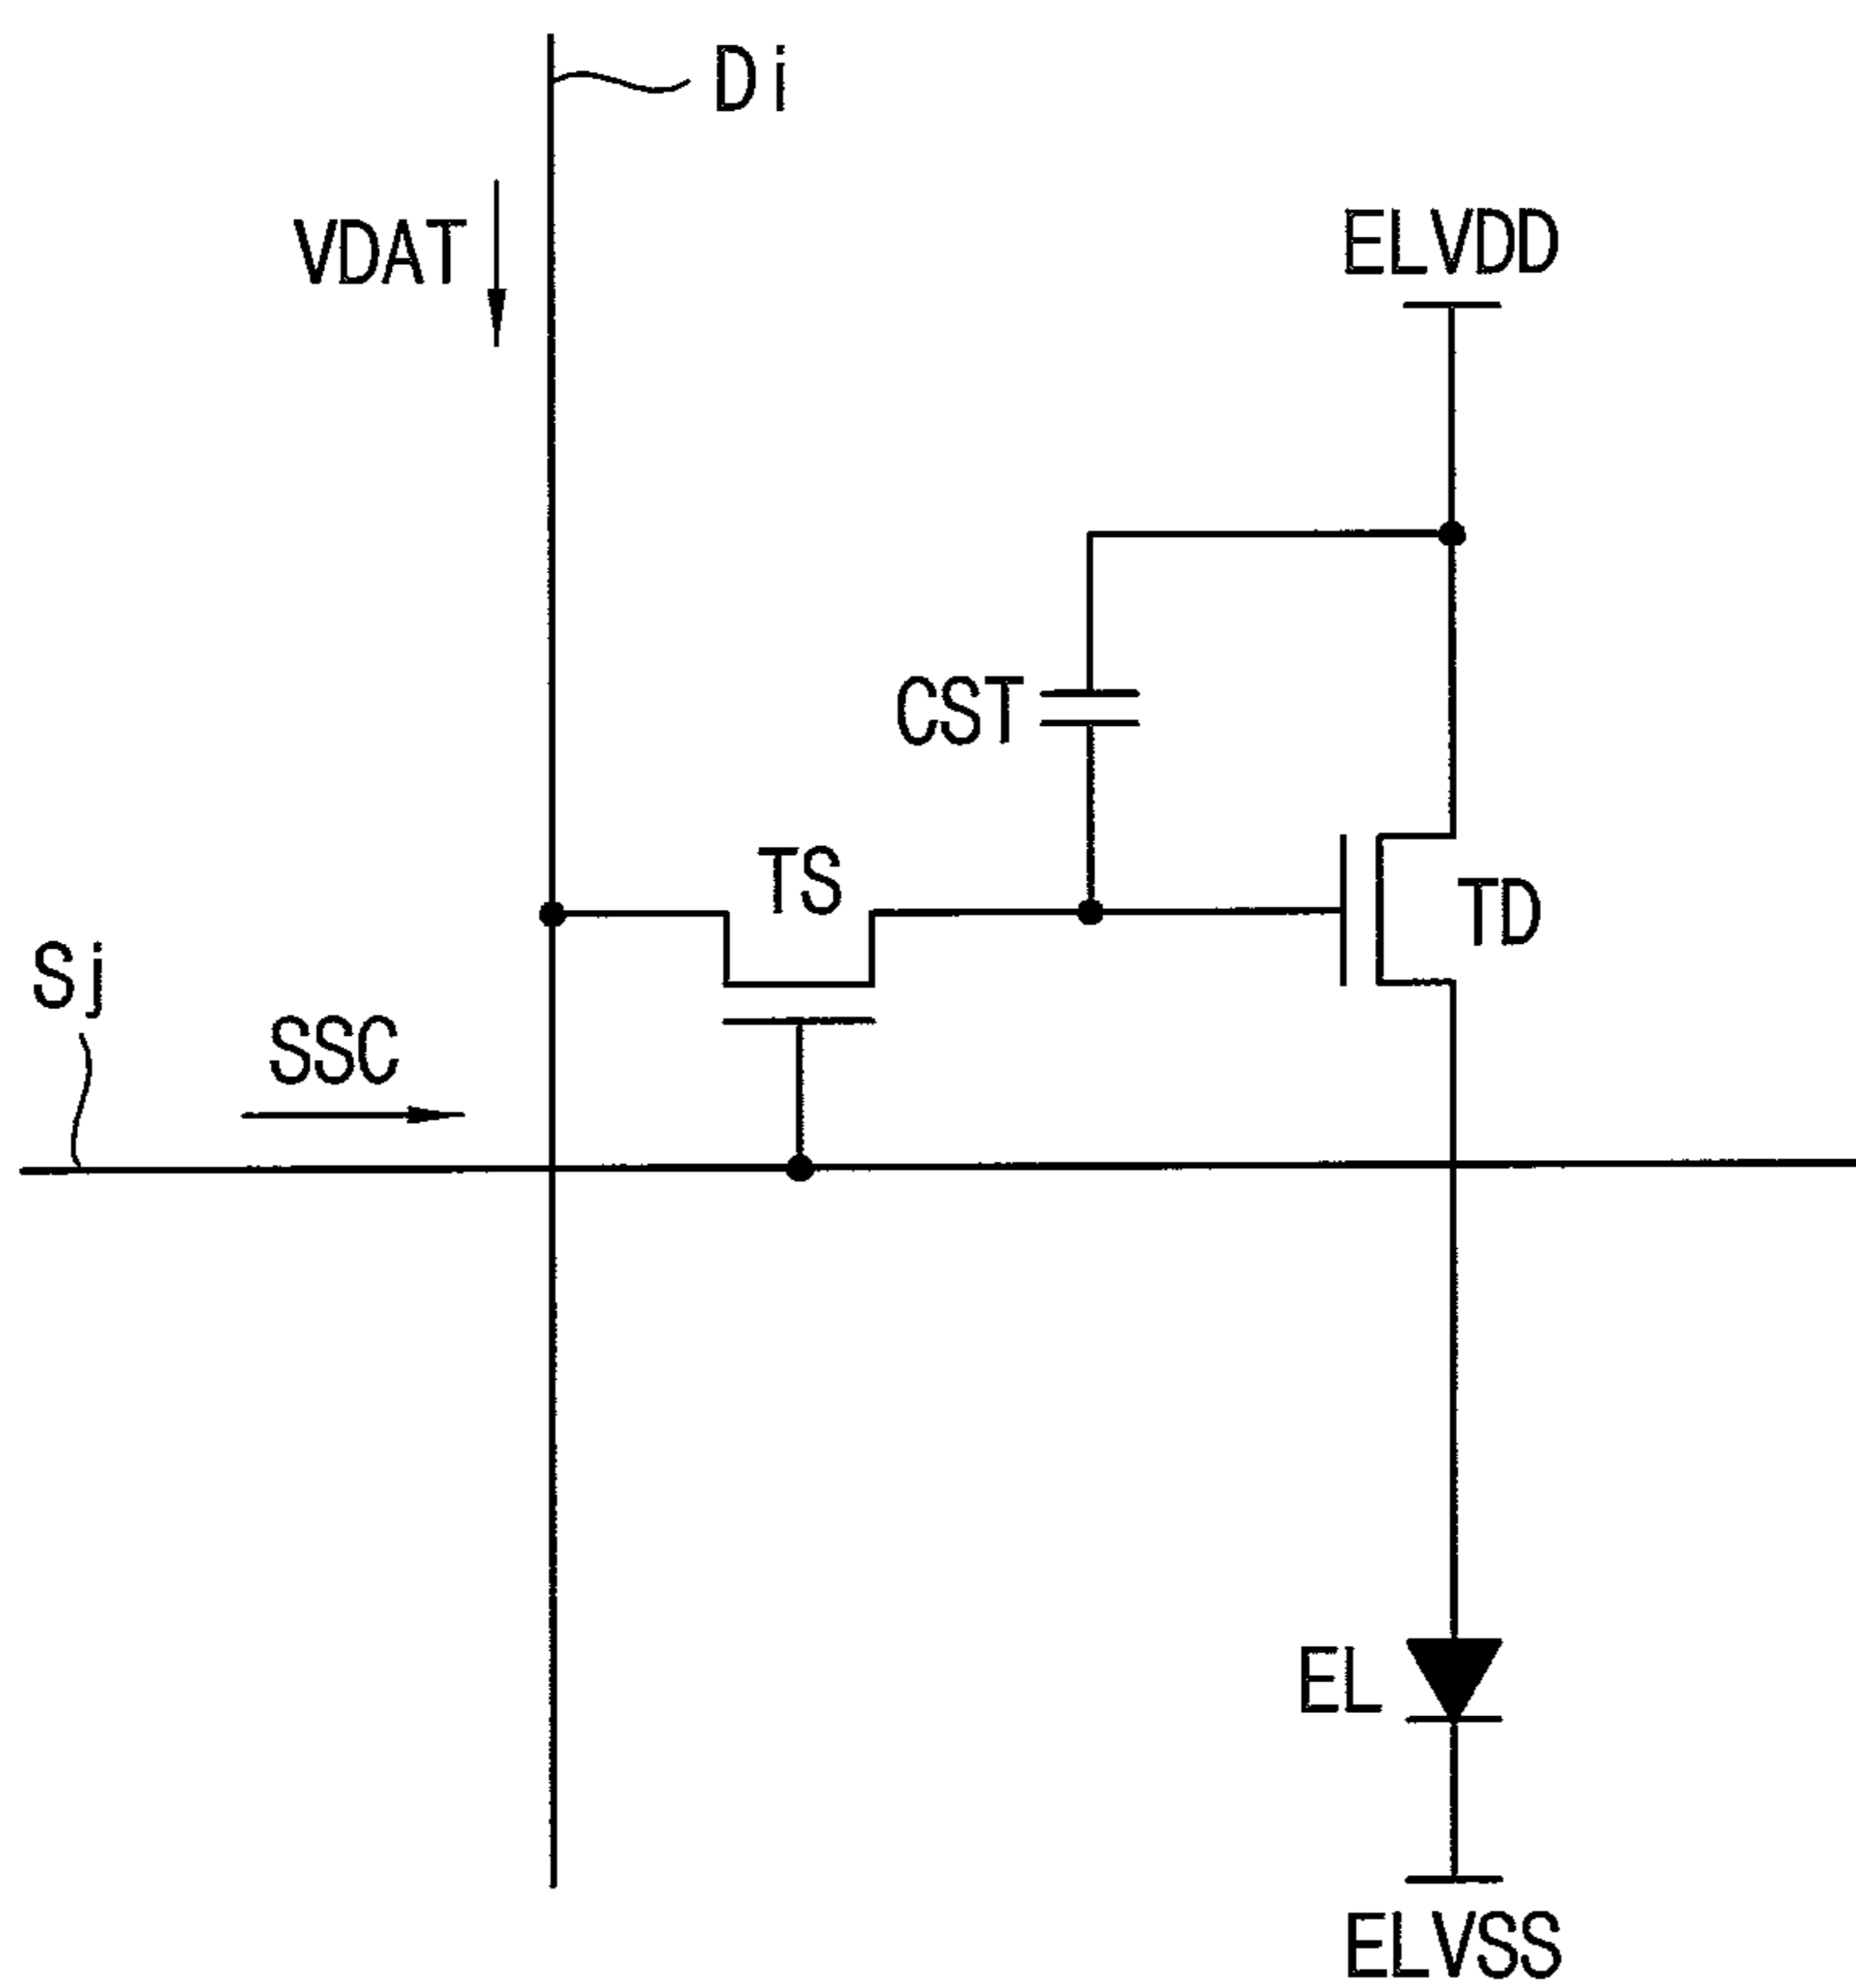 Di
VDAT
ELVDD
CST
TS
TD
Sj
SSC
EL
ELVSS